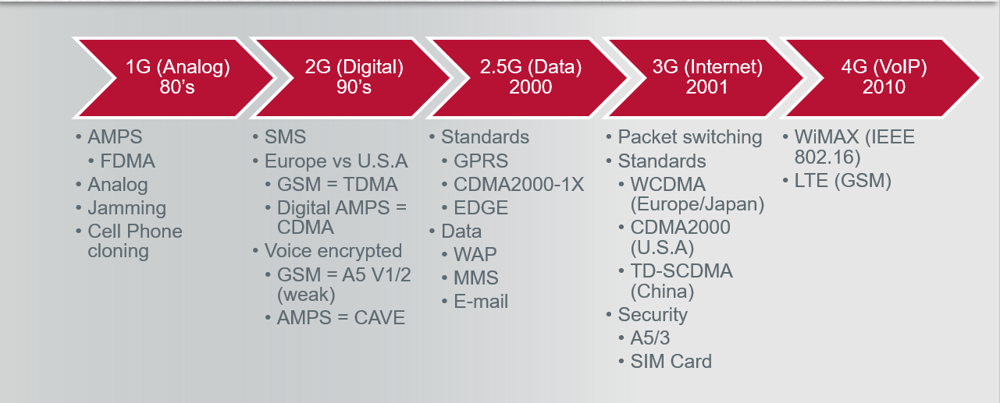 1G (Analog)
80's
2G (Digital)
90's
2.5G (Data)
2000
3G (Internet)
2001
4G (VoIP)
2010
• AMPS
• FDMA
• Analog
• Jamming
• Cell Phone
cloning
• SMS
• Europe vs U.S.A
• GSM = TDMA
• Digital AMPS =
CDMA
• Voice encrypted
• GSM = A5 V1/2
(weak)
• AMPS = CAVE
• Standards
• GPRS
• CDMA2000-1X
• EDGE
• Data
• WAP
• MMS
• E-mail
• Packet switching
• Standards
• WCDMA
(Europe/Japan)
• CDMA2000
(U.S.A)
• TD-SCDMA
(China)
• Security
• A5/3
• SIM Card
• WiMAX (IEEE
802.16)
• LTE (GSM)